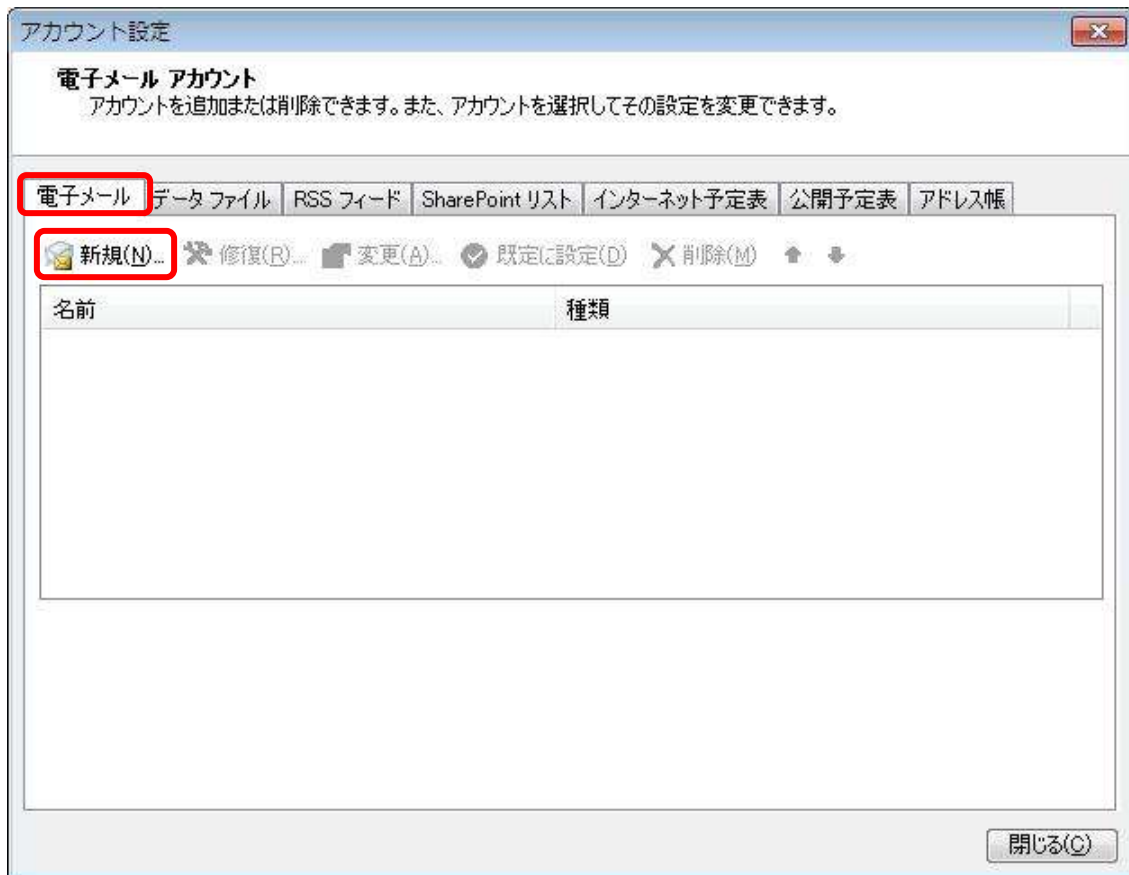 アカウント設定
電子メール アカウント
アカウントを追加または削除できます。また、アカウントを選択してその設定を変更できます。
電子メール データ ファイル RSS フィード SharePoint リスト インターネット予定表 公開予定表 アドレス帳
新規(N)... 修復(R)... 変更(A)... 既定に設定(D) 削除(M)
名前 種類
閉じる(C)